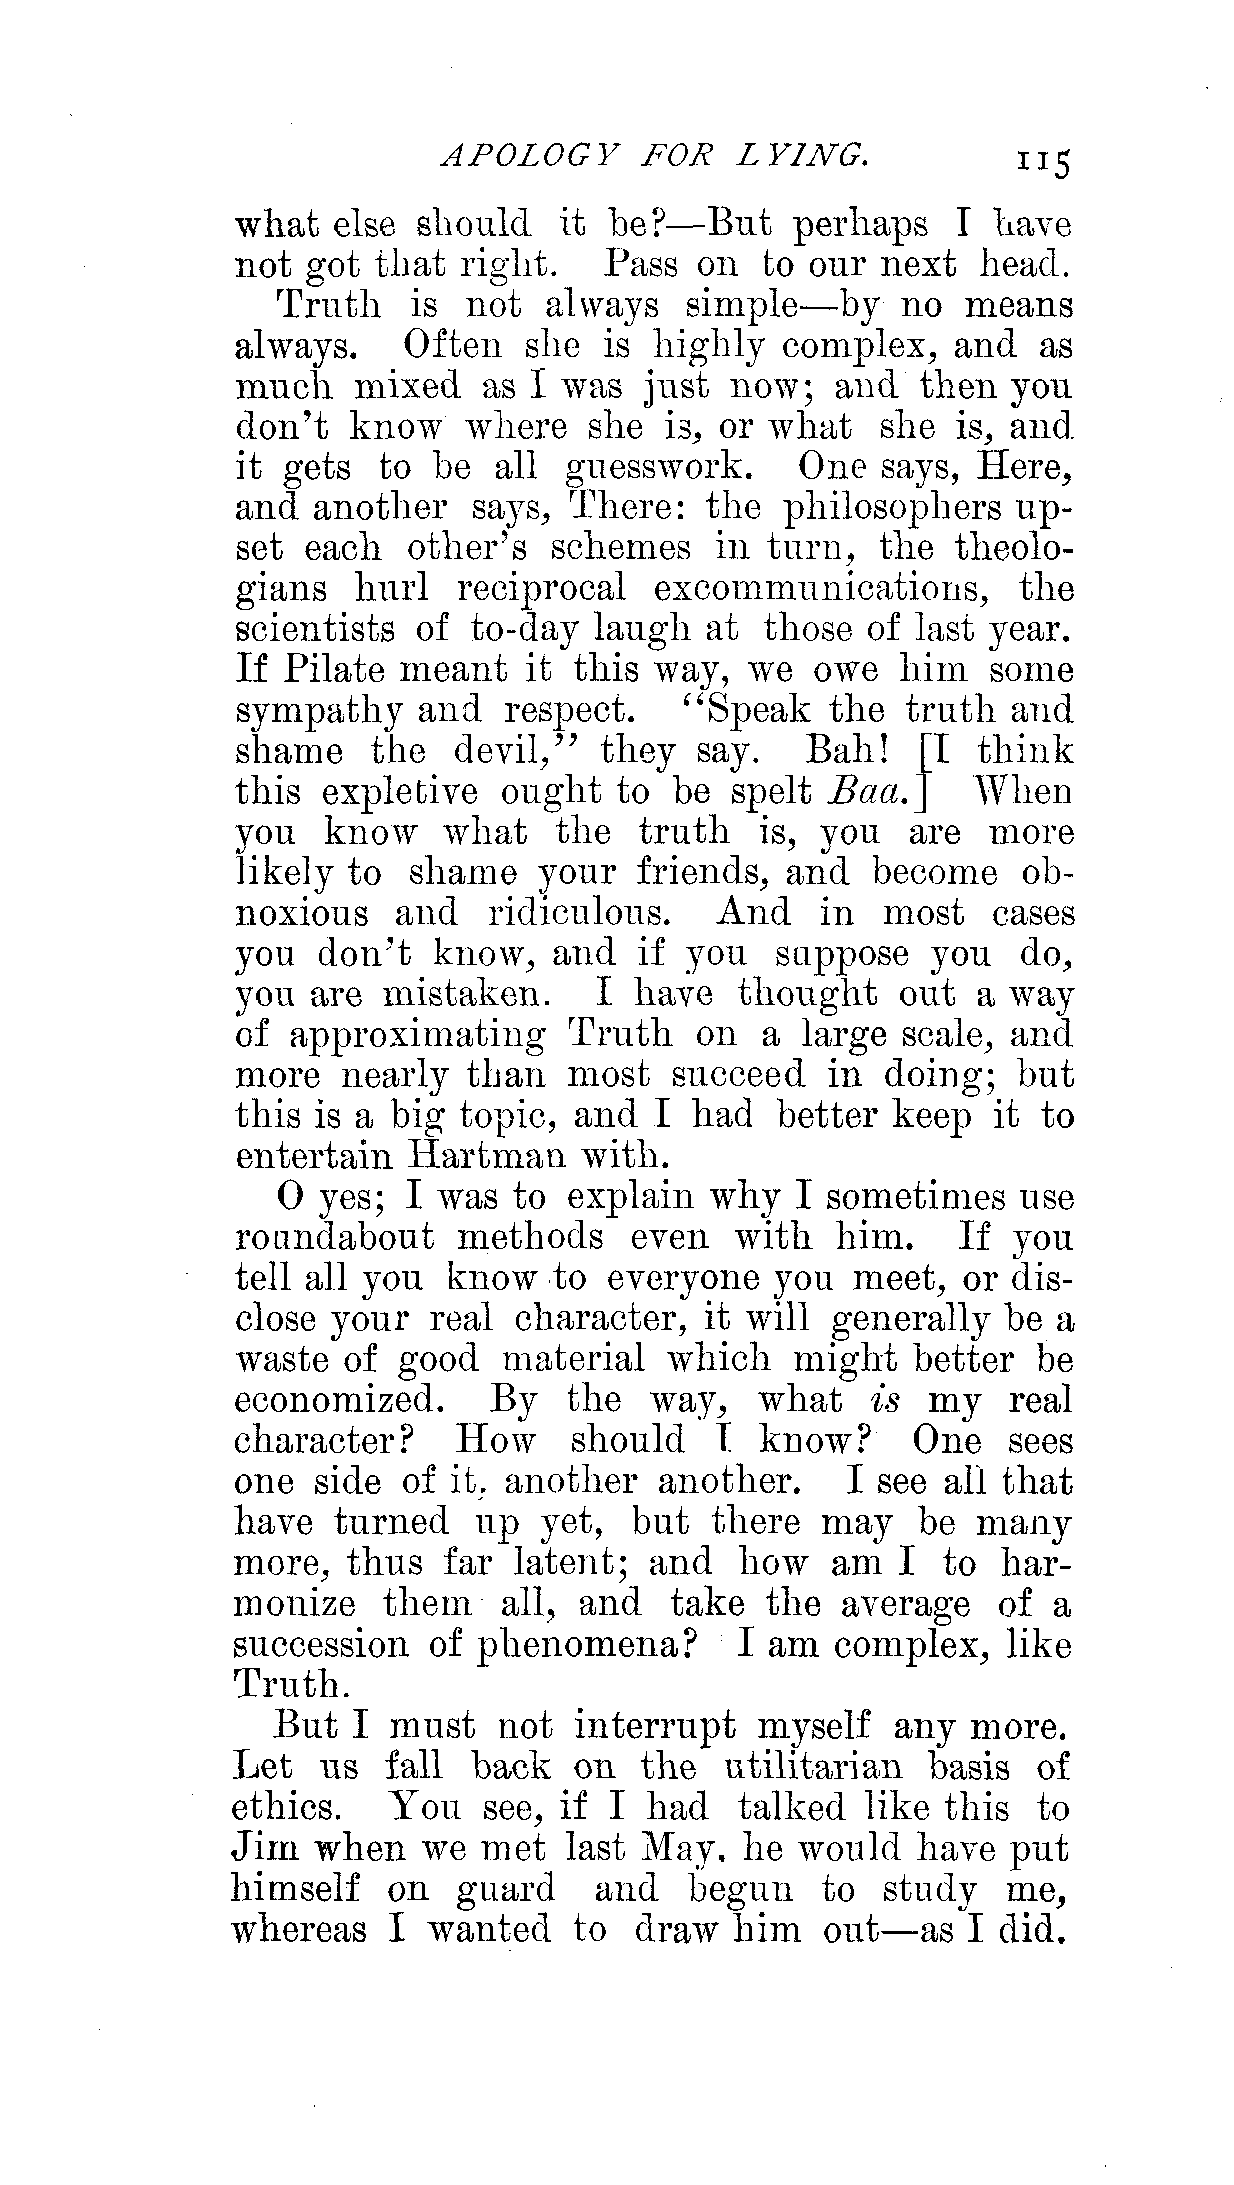 APOLOGY FOR LYING. 115
what else should it be?—But perhaps I have
not got that right. Pass on to our next head.
Truth is not always simple—by no means
always. Often she is highly complex, and as
much mixed as I was just now; and then you
don't know where she is, or what she is, and
it gets to be all guesswork. One says, Here,
and another says, There: the philosophers up-
set each other's schemes in turn, the theolo-
gians hurl reciprocal excommunications, the
scientists of to-day laugh at those of last year.
If Pilate meant it this way, we owe him some
sympathy and respect. "Speak the truth and
shame the devil," they say. Bah! [I think
this expletive ought to be spelt Baa.] When
you know what the truth is, you are more
likely to shame your friends, and become ob-
noxious and ridiculous. And in most cases
you don't know, and if you suppose you do,
you are mistaken. I have thought out a way
of approximating Truth on a large scale, and
more nearly than most succeed in doing; but
this is a big topic, and I had better keep it to
entertain Hartman with.
O yes; I was to explain why I sometimes use
roundabout methods even with him. If you
tell all you know to everyone you meet, or dis-
close your real character, it will generally be a
waste of good material which might better be
economized. By the way, what is my real
character? How should I know? One sees
one side of it, another another. I see all that
have turned up yet, but there may be many
more, thus far latent; and how am I to har-
monize them all, and take the average of a
succession of phenomena? I am complex, like
Truth.
But I must not interrupt myself any more.
Let us fall back on the utilitarian basis of
ethics. You see, if I had talked like this to
Jim when we met last May, he would have put
himself on guard and begun to study me,
whereas I wanted to draw him out—as I did.